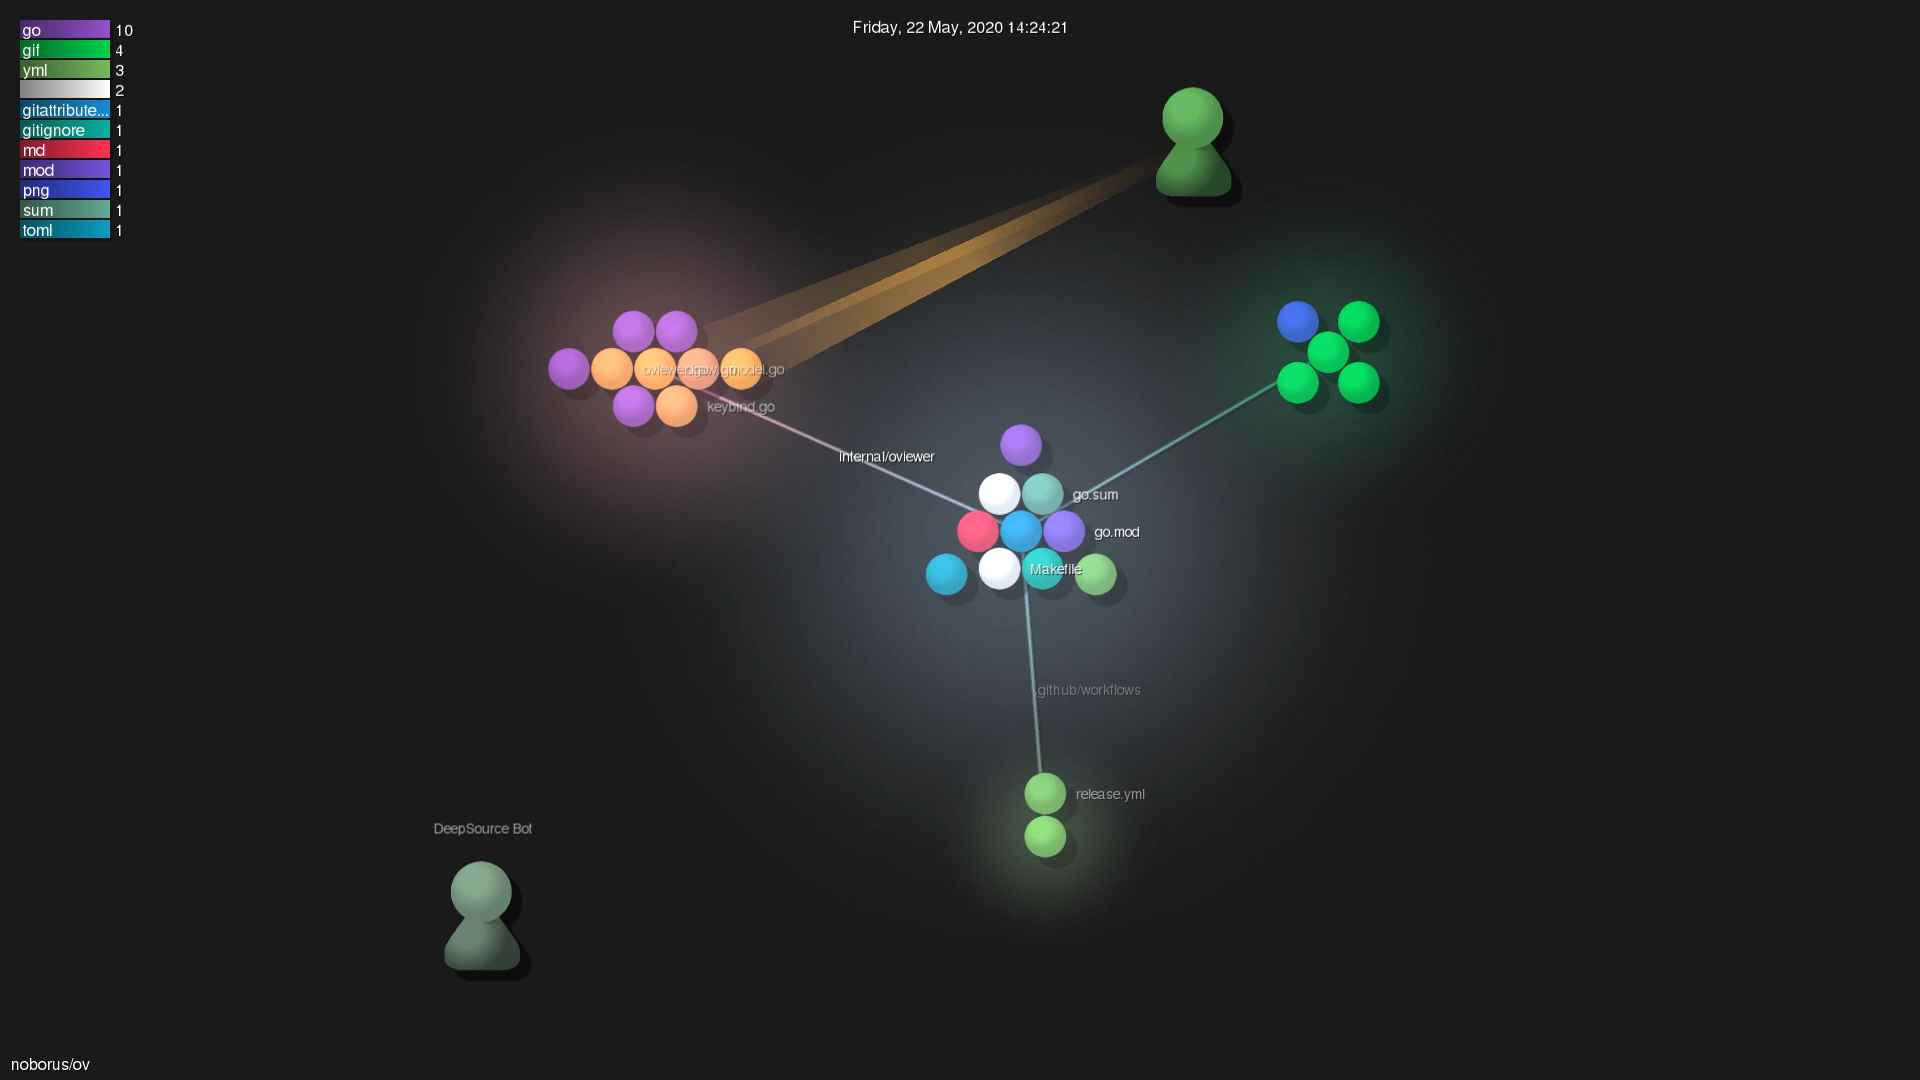 Friday, 22 May, 2020 14:24:21
go 10
gif 4
yml 3
2
gitattribute... 1
gitignore 1
md 1
mod 1
png 1
sum 1
toml 1
model.go
keybind.go
internal/oviewer
go.sum
go.mod
Makefile
.github/workflows
release.yml
DeepSource Bot
noborus/ov